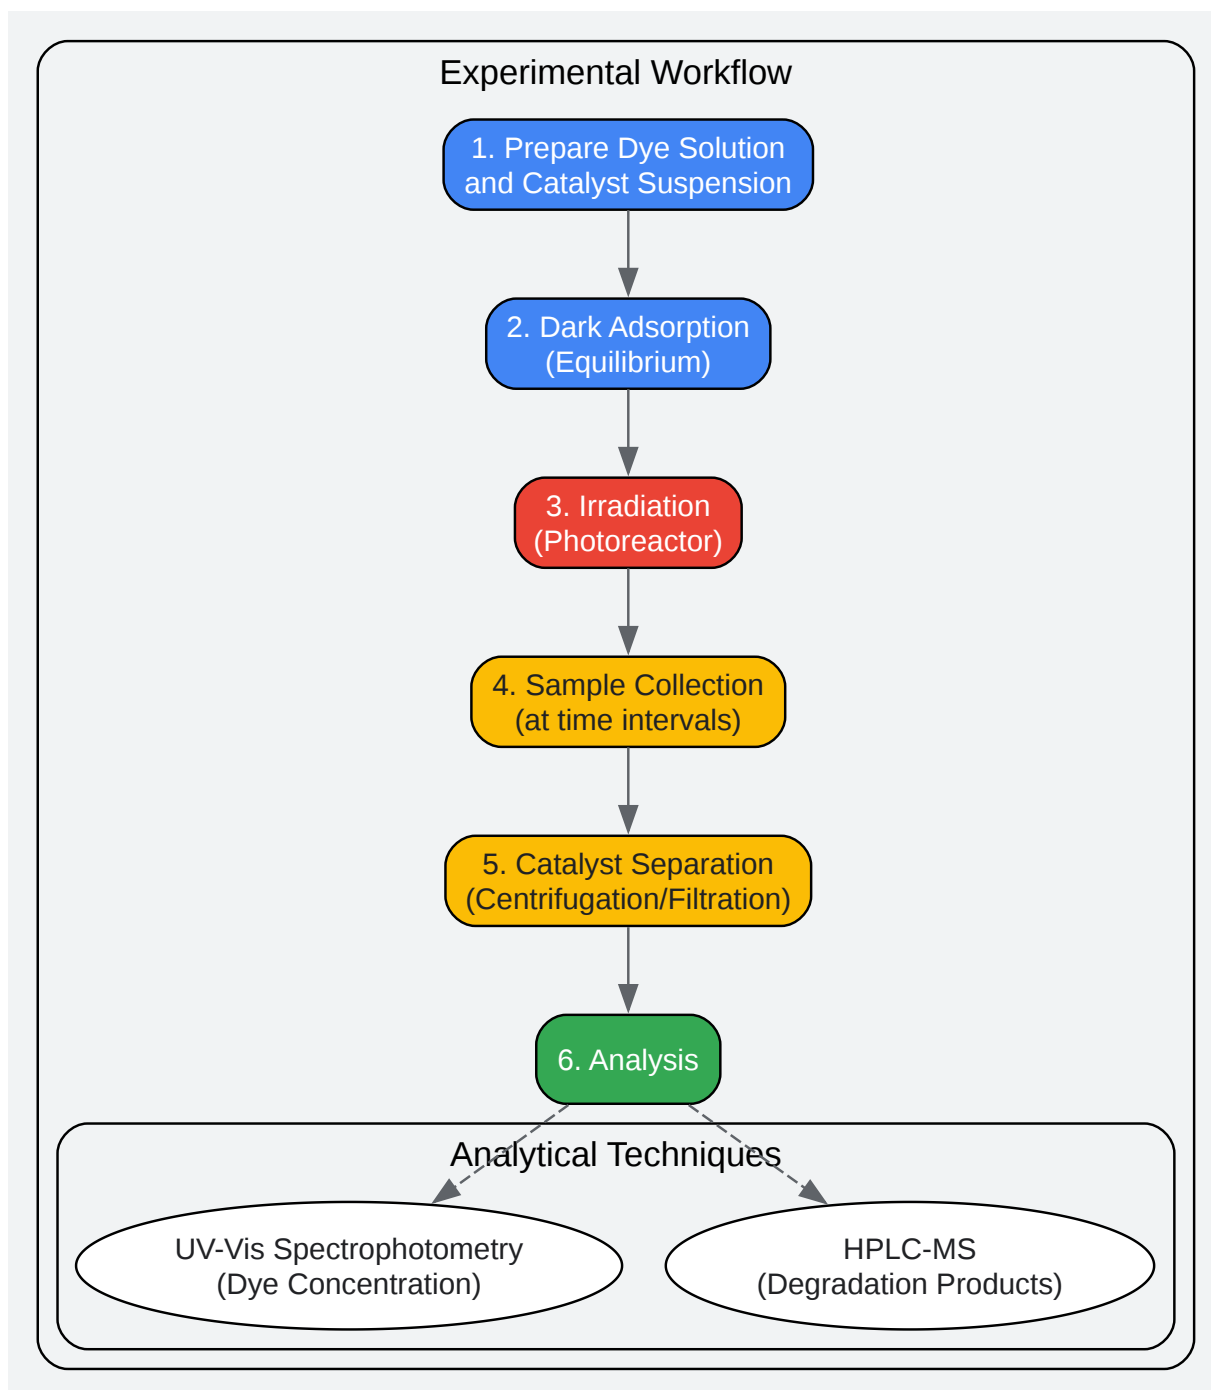 Experimental Workflow
1. Prepare Dye Solution
and Catalyst Suspension
2. Dark Adsorption
(Equilibrium)
3. Irradiation
(Photoreactor)
4. Sample Collection
(at time intervals)
5. Catalyst Separation
(Centrifugation/Filtration)
6. Analysis
Analytical Techniques
UV-Vis Spectrophotometry
(Dye Concentration)
HPLC-MS
(Degradation Products)